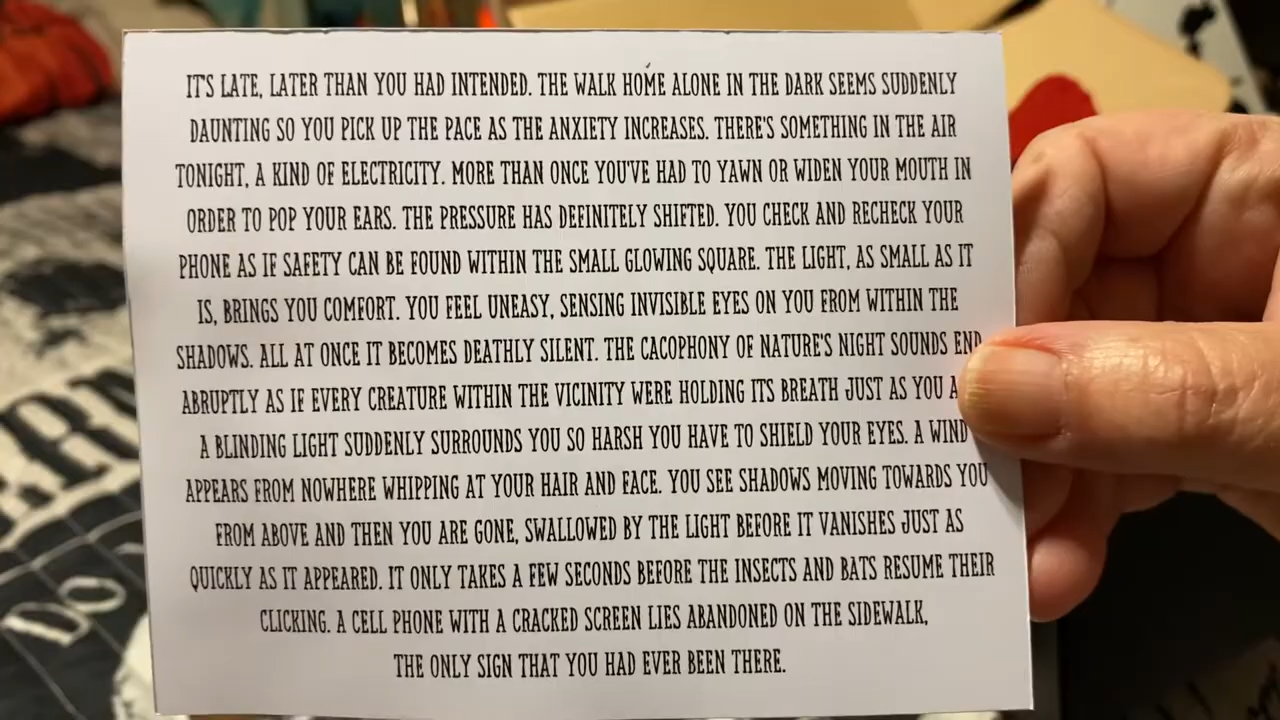 IT'S LATE, LATER THAN YOU HAD INTENDED. THE WALK HOME ALONE IN THE DARK SEEMS SUDDENLY
DAUNTING SO YOU PICK UP THE PACE AS THE ANXIETY INCREASES. THERE'S SOMETHING IN THE AIR
TONIGHT, A KIND OF ELECTRICITY. MORE THAN ONCE YOU'VE HAD TO YAWN OR WIDEN YOUR MOUTH IN
ORDER TO POP YOUR EARS. THE PRESSURE HAS DEFINITELY SHIFTED. YOU CHECK AND RECHECK YOUR
PHONE AS IF SAFETY CAN BE FOUND WITHIN THE SMALL GLOWING SQUARE. THE LIGHT, AS SMALL AS IT
IS, BRINGS YOU COMFORT. YOU FEEL UNEASY, SENSING INVISIBLE EYES ON YOU FROM WITHIN THE
SHADOWS. ALL AT ONCE IT BECOMES DEATHLY SILENT. THE CACOPHONY OF NATURE'S NIGHT SOUNDS END
ABRUPTLY AS IF EVERY CREATURE WITHIN THE VICINITY WERE HOLDING ITS BREATH JUST AS YOU
A BLINDING LIGHT SUDDENLY SURROUNDS YOU SO HARSH YOU HAVE TO SHIELD YOUR EYES. A WIND
APPEARS FROM NOWHERE WHIPPING AT YOUR HAIR AND FACE. YOU SEE SHADOWS MOVING TOWARDS YOU
FROM ABOVE AND THEN YOU ARE GONE, SWALLOWED BY THE LIGHT BEFORE IT VANISHES JUST AS
QUICKLY AS IT APPEARED. IT ONLY TAKES A FEW SECONDS BEFORE THE INSECTS AND BATS RESUME THEIR
CLICKING. A CELL PHONE WITH A CRACKED SCREEN LIES ABANDONED ON THE SIDEWALK,
THE ONLY SIGN THAT YOU HAD EVER BEEN THERE.
DO